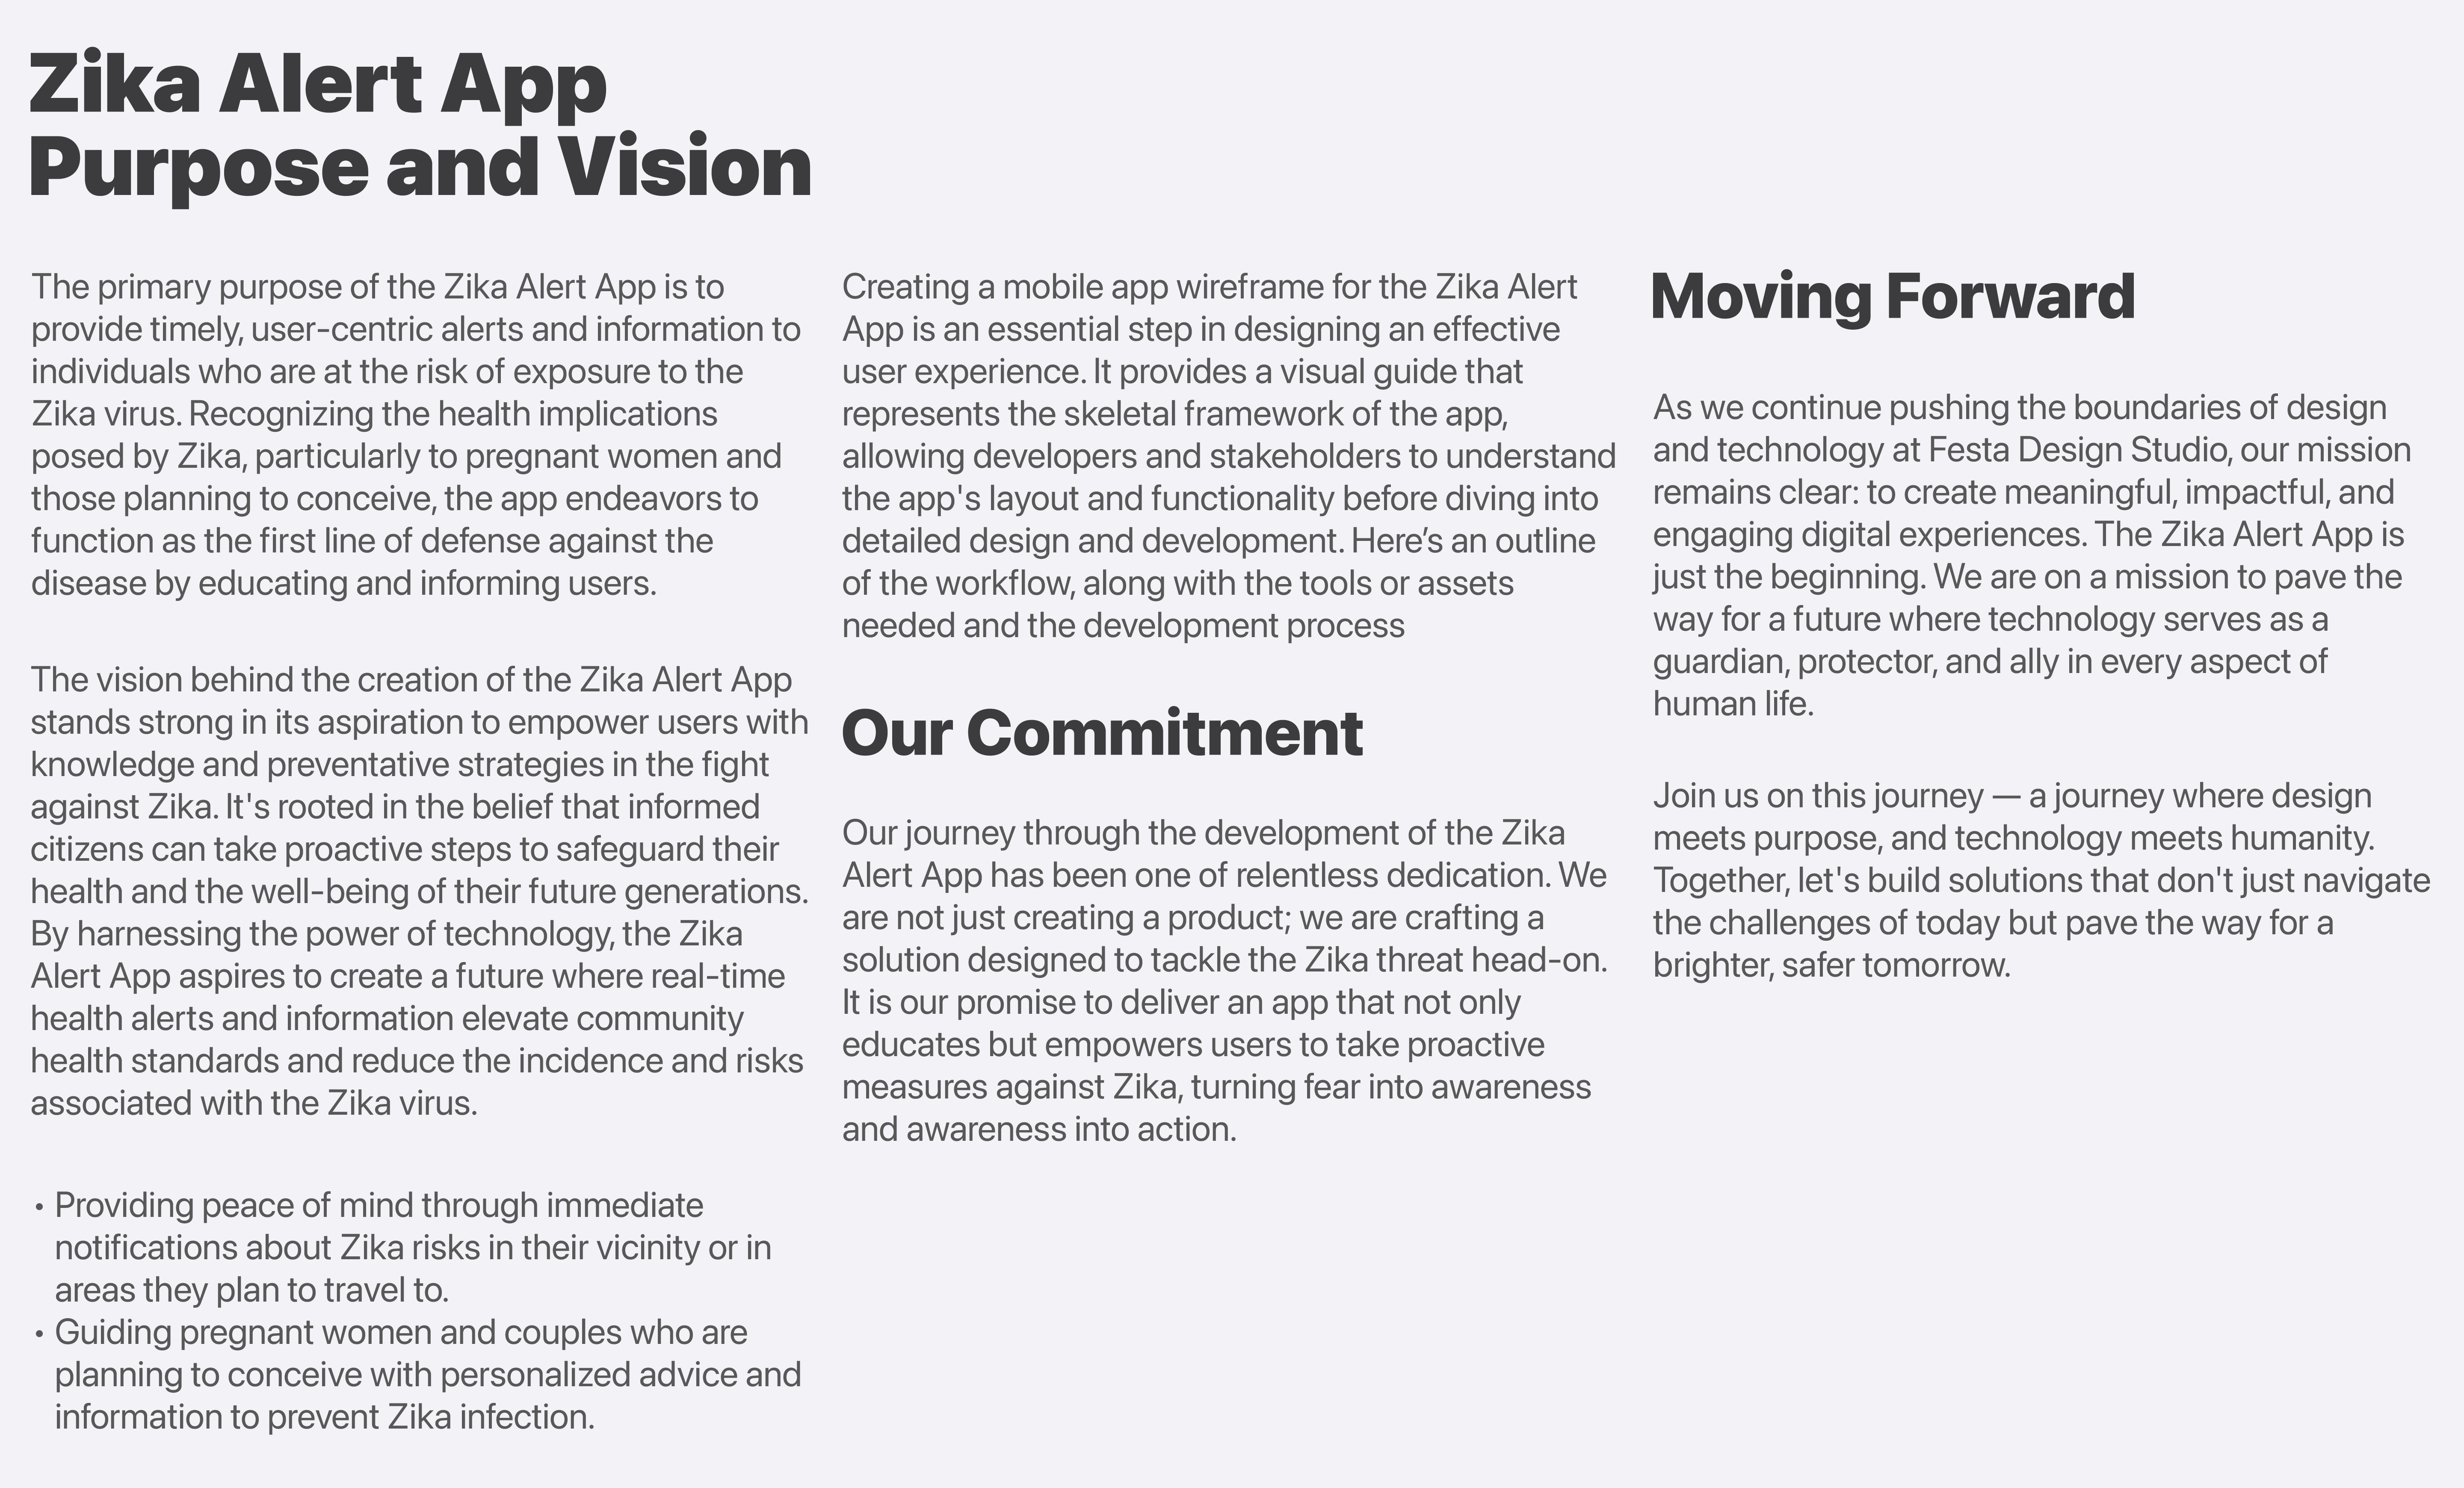 Zika Alert App
Purpose and Vision
The primary purpose of the Zika Alert App is to
provide timely, user-centric alerts and information to
individuals who are at the risk of exposure to the
Zika virus. Recognizing the health implications
posed by Zika, particularly to pregnant women and
those planning to conceive, the app endeavors to
function as the first line of defense against the
disease by educating and informing users.
The vision behind the creation of the Zika Alert App
stands strong in its aspiration to empower users with
knowledge and preventative strategies in the fight
against Zika. It's rooted in the belief that informed
citizens can take proactive steps to safeguard their
health and the well-being of their future generations.
By harnessing the power of technology, the Zika
Alert App aspires to create a future where real-time
health alerts and information elevate community
health standards and reduce the incidence and risks
associated with the Zika virus.
• Providing peace of mind through immediate
notifications about Zika risks in their vicinity or in
areas they plan to travel to.
• Guiding pregnant women and couples who are
planning to conceive with personalized advice and
information to prevent Zika infection.
Creating a mobile app wireframe for the Zika Alert
App is an essential step in designing an effective
user experience. It provides a visual guide that
represents the skeletal framework of the app,
allowing developers and stakeholders to understand
the app's layout and functionality before diving into
detailed design and development. Here’s an outline
of the workflow, along with the tools or assets
needed and the development process
Our Commitment
Our journey through the development of the Zika
Alert App has been one of relentless dedication. We
are not just creating a product; we are crafting a
solution designed to tackle the Zika threat head-on.
It is our promise to deliver an app that not only
educates but empowers users to take proactive
measures against Zika, turning fear into awareness
and awareness into action.
Moving Forward
As we continue pushing the boundaries of design
and technology at Festa Design Studio, our mission
remains clear: to create meaningful, impactful, and
engaging digital experiences. The Zika Alert App is
just the beginning. We are on a mission to pave the
way for a future where technology serves as a
guardian, protector, and ally in every aspect of
human life.
Join us on this journey — a journey where design
meets purpose, and technology meets humanity.
Together, let's build solutions that don't just navigate
the challenges of today but pave the way for a
brighter, safer tomorrow.